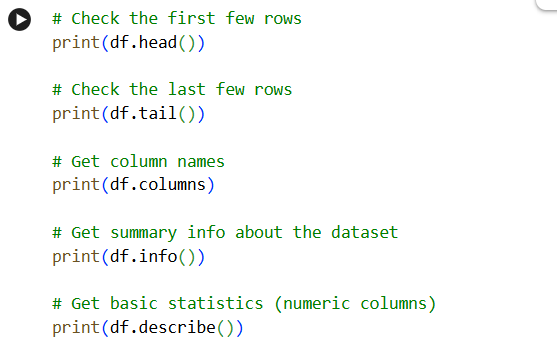 # Check the first few rows
print(df.head())
# Check the last few rows
print(df.tail())
# Get column names
print(df.columns)
# Get summary info about the dataset
print(df.info())
# Get basic statistics (numeric columns)
print(df.describe())